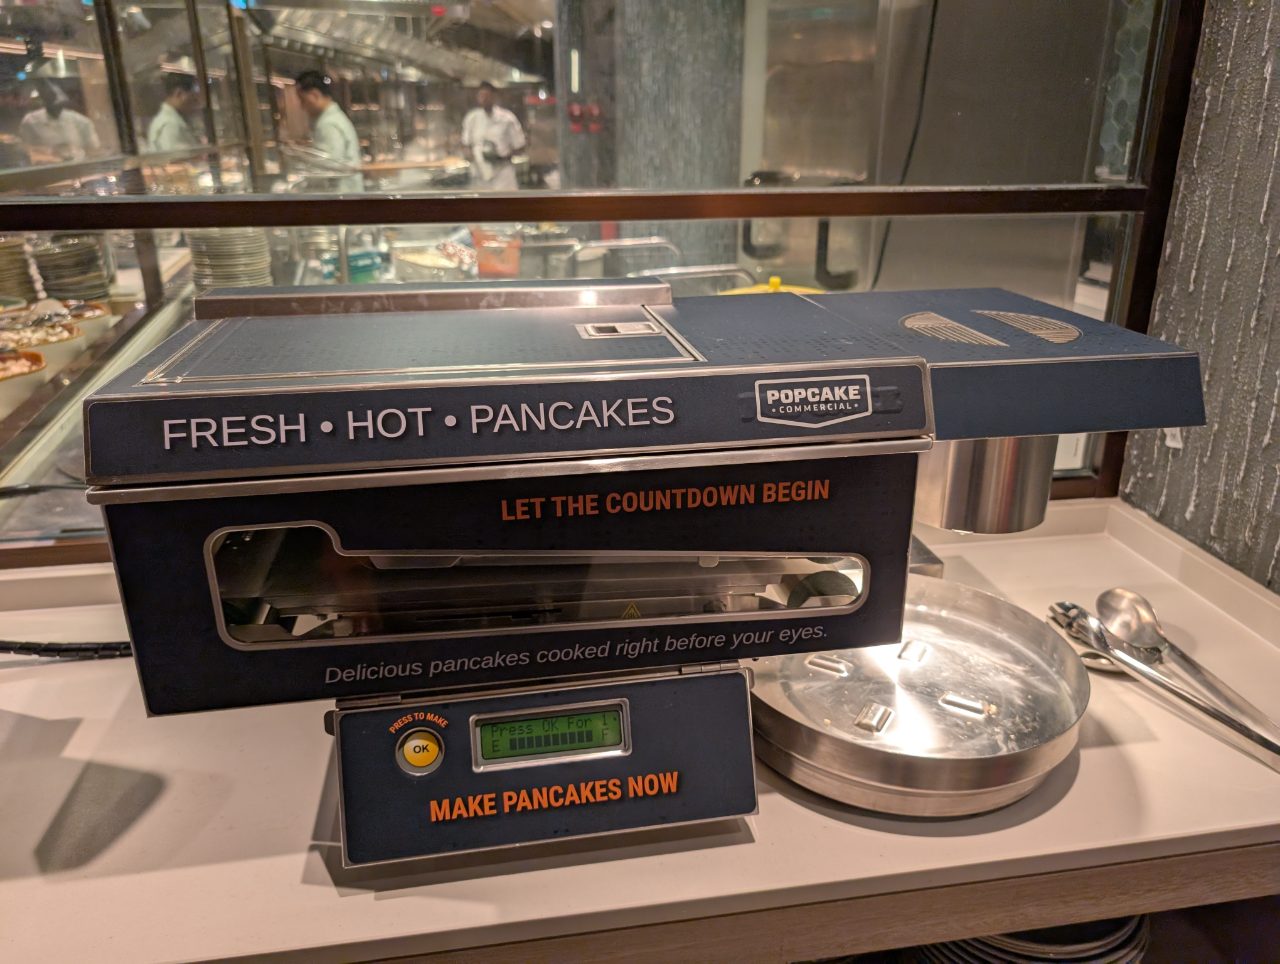 FRESH • HOT • PANCAKES
POPCAKE
• COMMERCIAL •
LET THE COUNTDOWN BEGIN
Delicious pancakes cooked right before your eyes.
PRESS TO MAKE
OK
Press OK For 1
E F
MAKE PANCAKES NOW